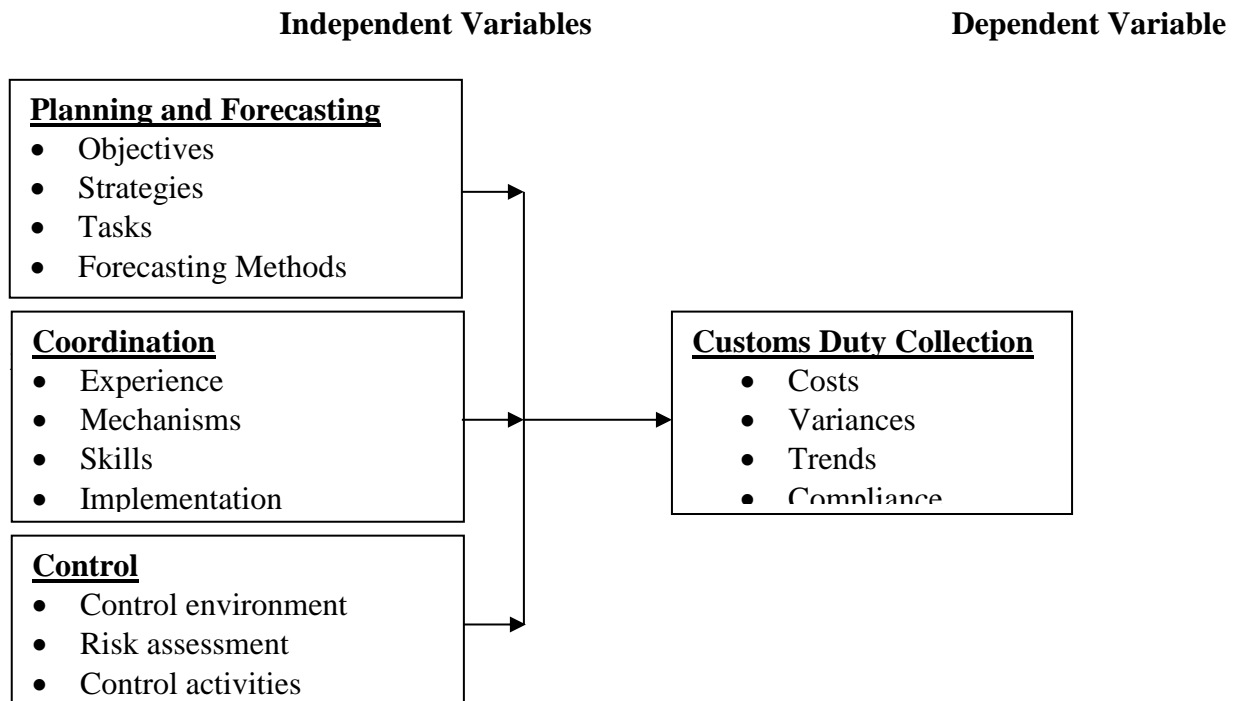 Independent Variables Dependent Variable
Planning and Forecasting
• Objectives
• Strategies
• Tasks
• Forecasting Methods
Coordination
• Experience
• Mechanisms
• Skills
• Implementation
Customs Duty Collection
• Costs
• Variances
• Trends
• Compliance
Control
• Control environment
• Risk assessment
• Control activities